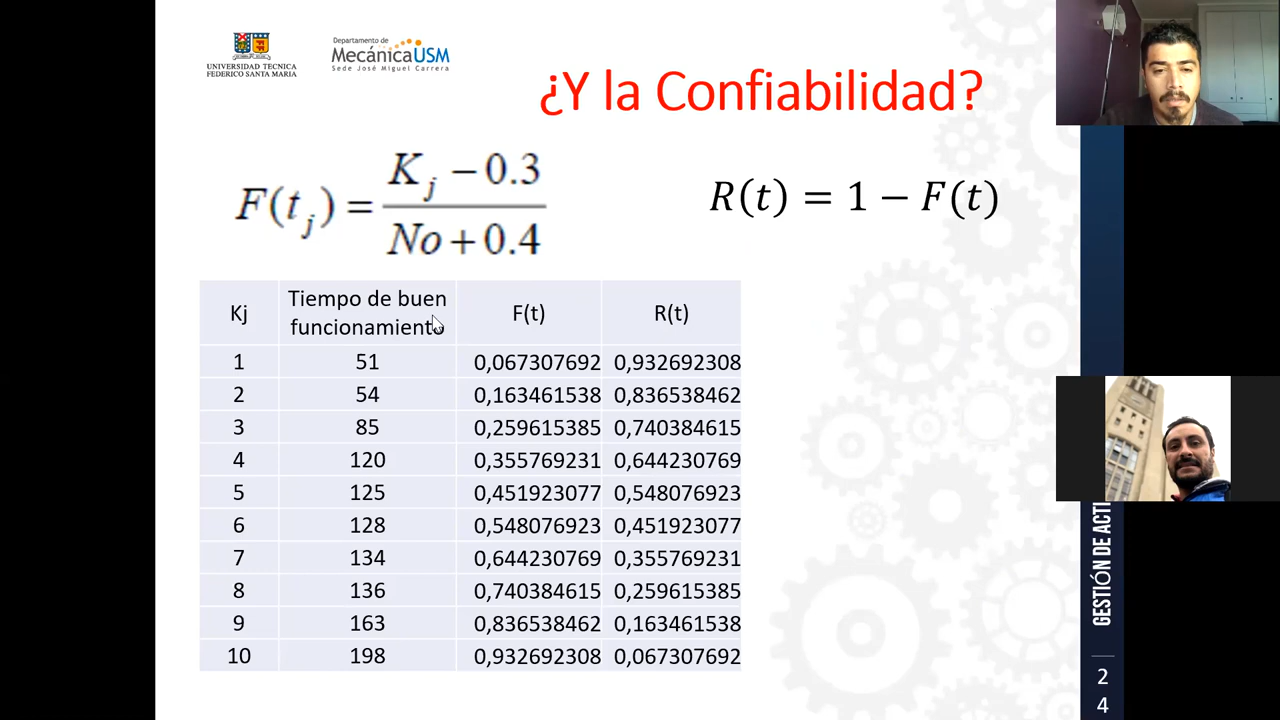 UNIVERSIDAD TECNICA
FEDERICO SANTA MARIA
Departamento de
MecánicaUSM
Sede José Miguel Carrera
¿Y la Confiabilidad?
F(t_j) = (K_j − 0.3) / (No + 0.4)
R(t) = 1 − F(t)
Kj Tiempo de buen funcionamiento F(t) R(t)
1 51 0,067307692 0,932692308
2 54 0,163461538 0,836538462
3 85 0,259615385 0,740384615
4 120 0,355769231 0,644230769
5 125 0,451923077 0,548076923
6 128 0,548076923 0,451923077
7 134 0,644230769 0,355769231
8 136 0,740384615 0,259615385
9 163 0,836538462 0,163461538
10 198 0,932692308 0,067307692
GESTIÓN DE ACTI
2
4